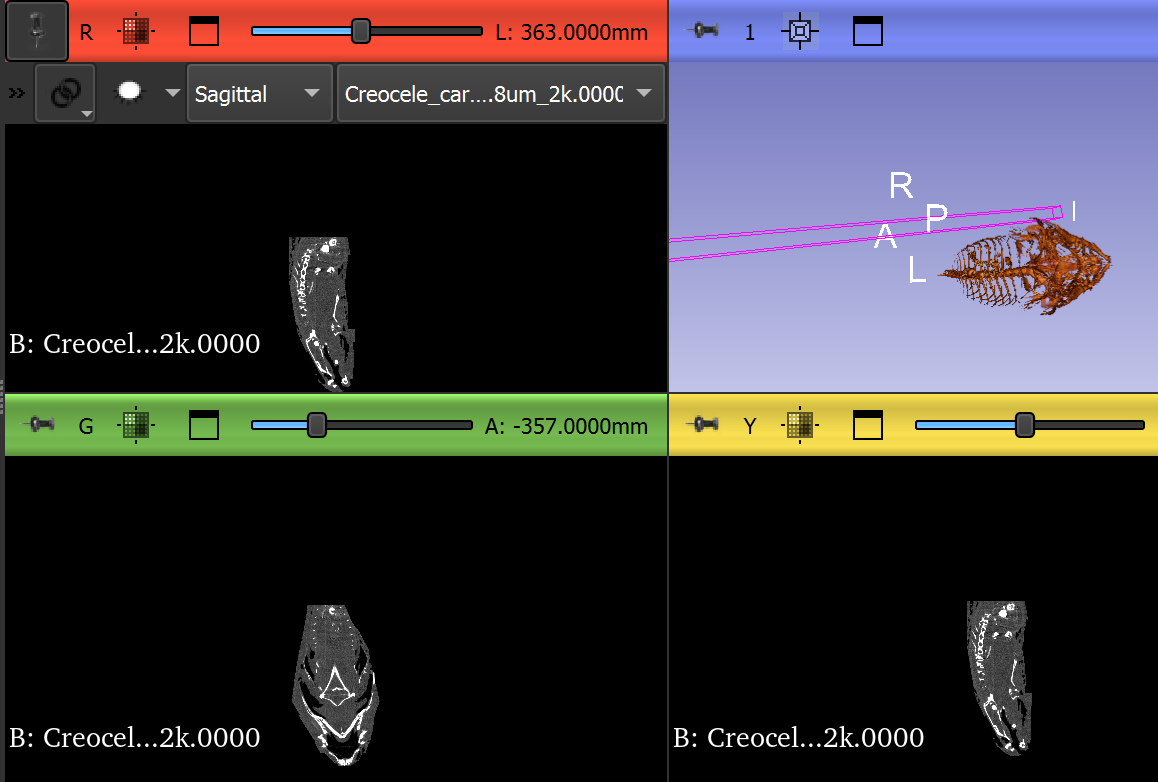 R L: 363.0000mm
1
» Sagittal Creocele_car....8um_2k.0000
R
P
I
A
L
B: Creocel...2k.0000
G A: -357.0000mm
Y
B: Creocel...2k.0000
B: Creocel...2k.0000